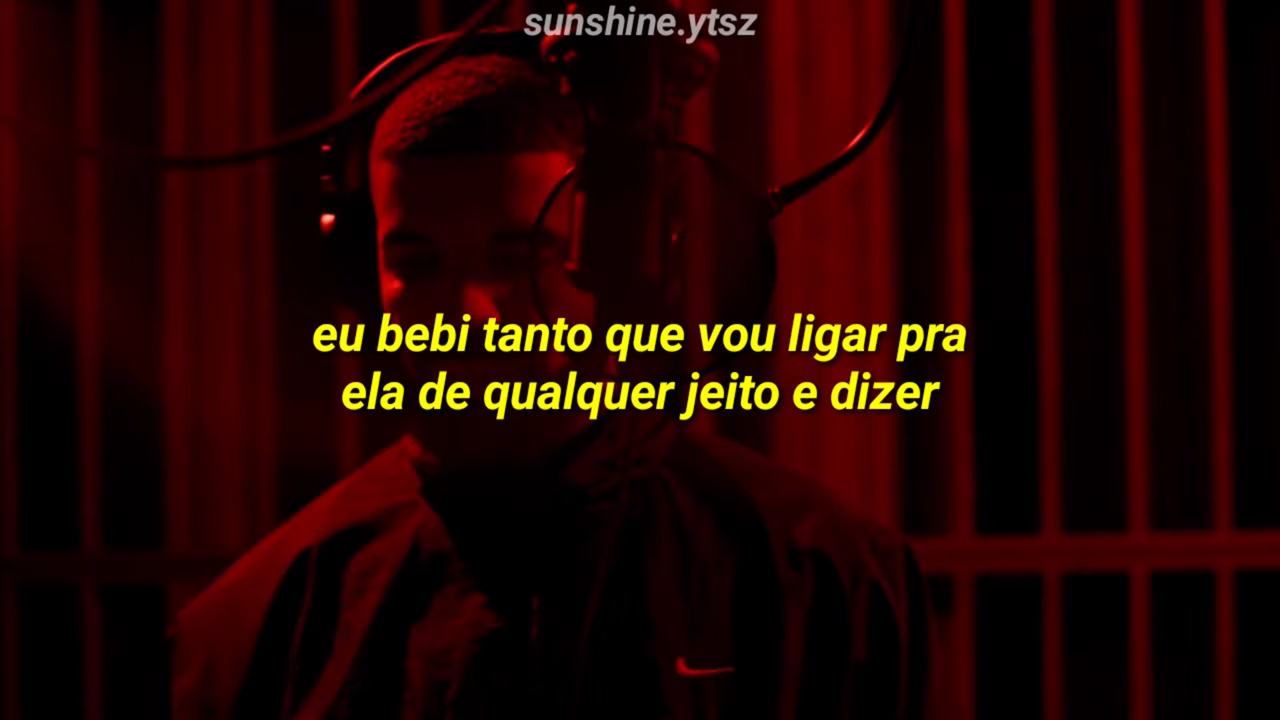 sunshine.ytsz
eu bebi tanto que vou ligar pra
ela de qualquer jeito e dizer